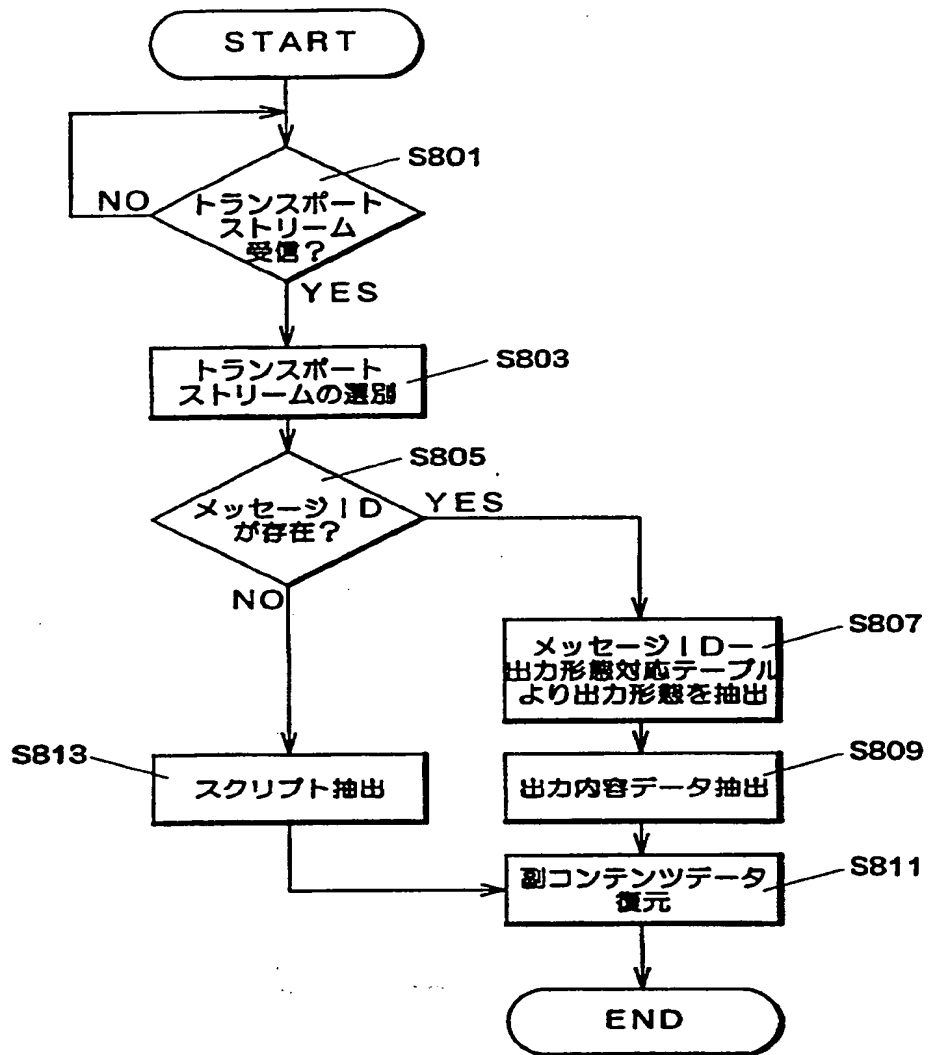 START
S801
NO
トランスポート
ストリーム
受信？
YES
S803
トランスポート
ストリームの選別
S805
メッセージＩＤ
が存在？
YES
NO
S807
メッセージＩＤー
出力形態対応テーブル
より出力形態を抽出
S813
スクリプト抽出
S809
出力内容データ抽出
S811
副コンテンツデータ
復元
END